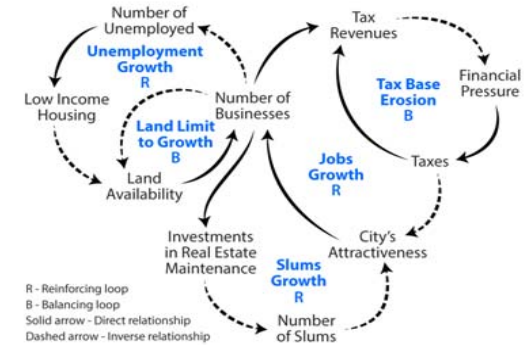 Number of
Unemployed
Tax
Revenues
Unemployment
Growth
R
Financial
Pressure
Tax Base
Erosion
B
Low Income
Housing
Number of
Businesses
Land Limit
to Growth
B
Jobs
Growth
R
Taxes
Land
Availability
Investments
in Real Estate
Maintenance
City's
Attractiveness
Slums
Growth
R
Number
of Slums
R - Reinforcing loop
B - Balancing loop
Solid arrow - Direct relationship
Dashed arrow - Inverse relationship